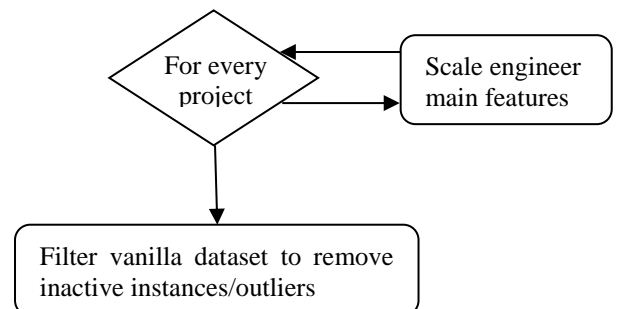 For every
project
Scale engineer
main features
Filter vanilla dataset to remove
inactive instances/outliers